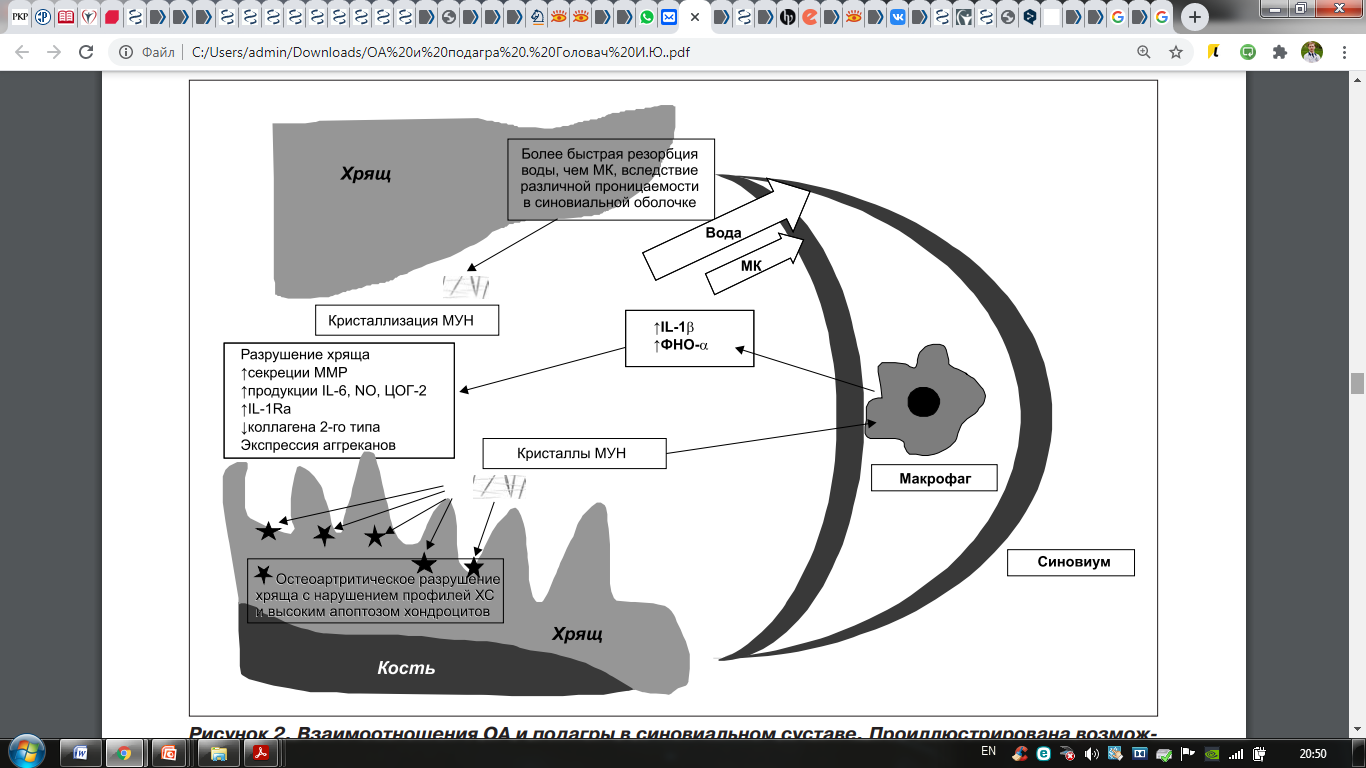 РКР
Файл
C:/Users/admin/Downloads/ОА%20и%20подагра%20.%20Головач%20И.Ю..pdf
Хрящ
Более быстрая резорбция
воды, чем МК, вследствие
различной проницаемости
в синовиальной оболочке
Вода
МК
Кристаллизация МУН
↑IL-1β
↑ФНО-α
Разрушение хряща
↑секреции ММР
↑продукции IL-6, NO, ЦОГ-2
↑IL-1Ra
↓коллагена 2-го типа
Экспрессия аггреканов
Кристаллы МУН
Макрофаг
Синовиум
Остеоартритическое разрушение
хряща с нарушением профилей ХС
и высоким апоптозом хондроцитов
Хрящ
Кость
Рисунок 2. Взаимоотношения ОА и подагры в синовиальном суставе. Проиллюстрирована возмож-
EN
20:50